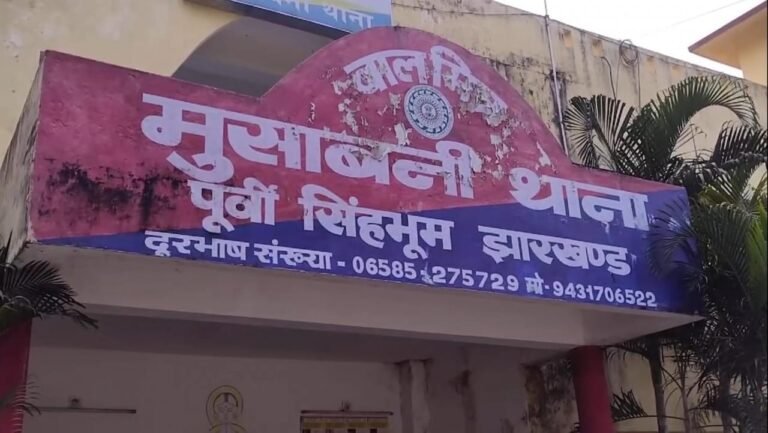 थाना
बाल मित्र
मुसाबनी थाना
पूर्वी सिंहभूम झारखण्ड
दूरभाष संख्या - 06585-275729 मो-9431706522